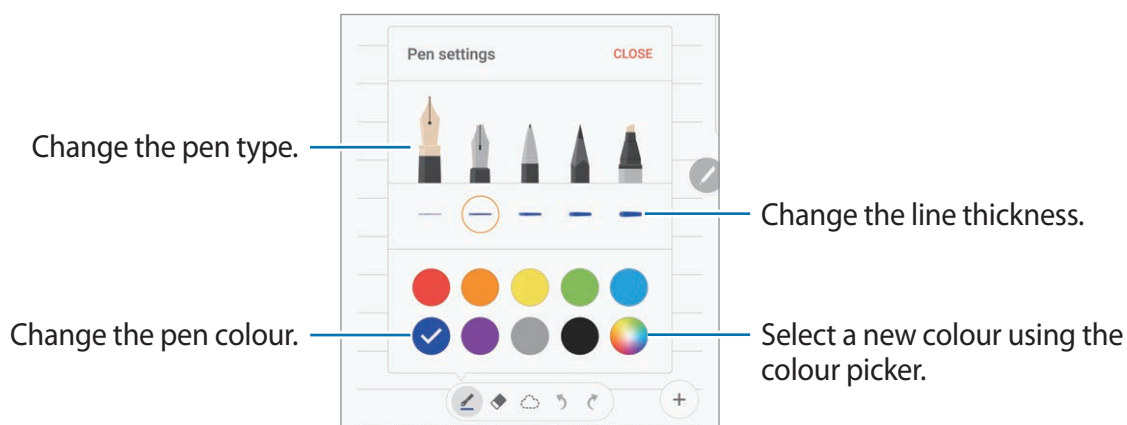 Pen settings CLOSE
Change the pen type.
Change the line thickness.
Change the pen colour.
Select a new colour using the
colour picker.